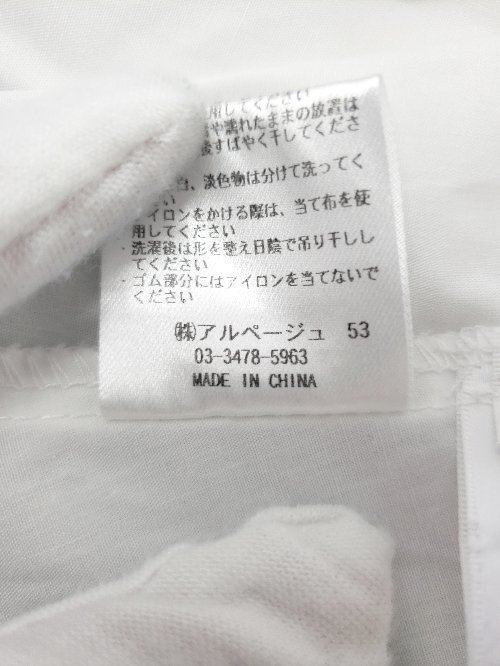 用してください
や濡れたままの放置は
後すばやく干してくださ
、淡色物は分けて洗ってく
い
イロンをかける際は、当て布を使
用してください
・洗濯後は形を整え日陰で吊り干しし
てください
・ゴム部分にはアイロンを当てないで
ください
㈱アルページュ 53
03-3478-5963
MADE IN CHINA